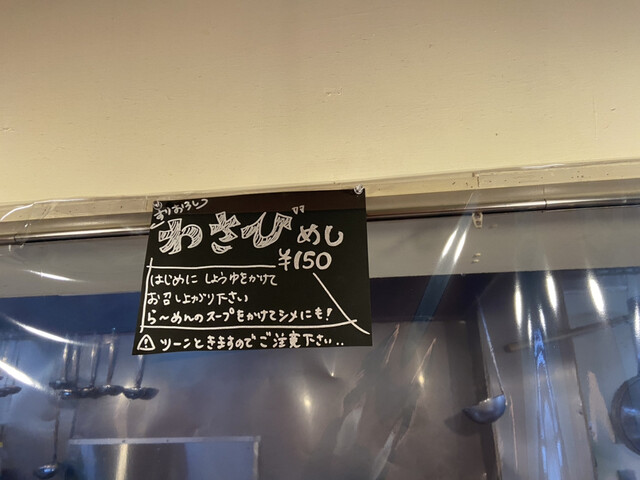 すりおろし
わさびめし
¥150
はじめに しょうゆをかけて
お召し上がり下さい
ら〜めんのスープをかけてシメにも!
⚠ツーンときますのでご注意下さい..